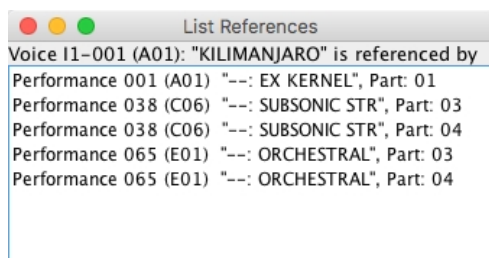 List References
Voice I1-001 (A01): "KILIMANJARO" is referenced by
Performance 001 (A01) "--: EX KERNEL", Part: 01
Performance 038 (C06) "--: SUBSONIC STR", Part: 03
Performance 038 (C06) "--: SUBSONIC STR", Part: 04
Performance 065 (E01) "--: ORCHESTRAL", Part: 03
Performance 065 (E01) "--: ORCHESTRAL", Part: 04